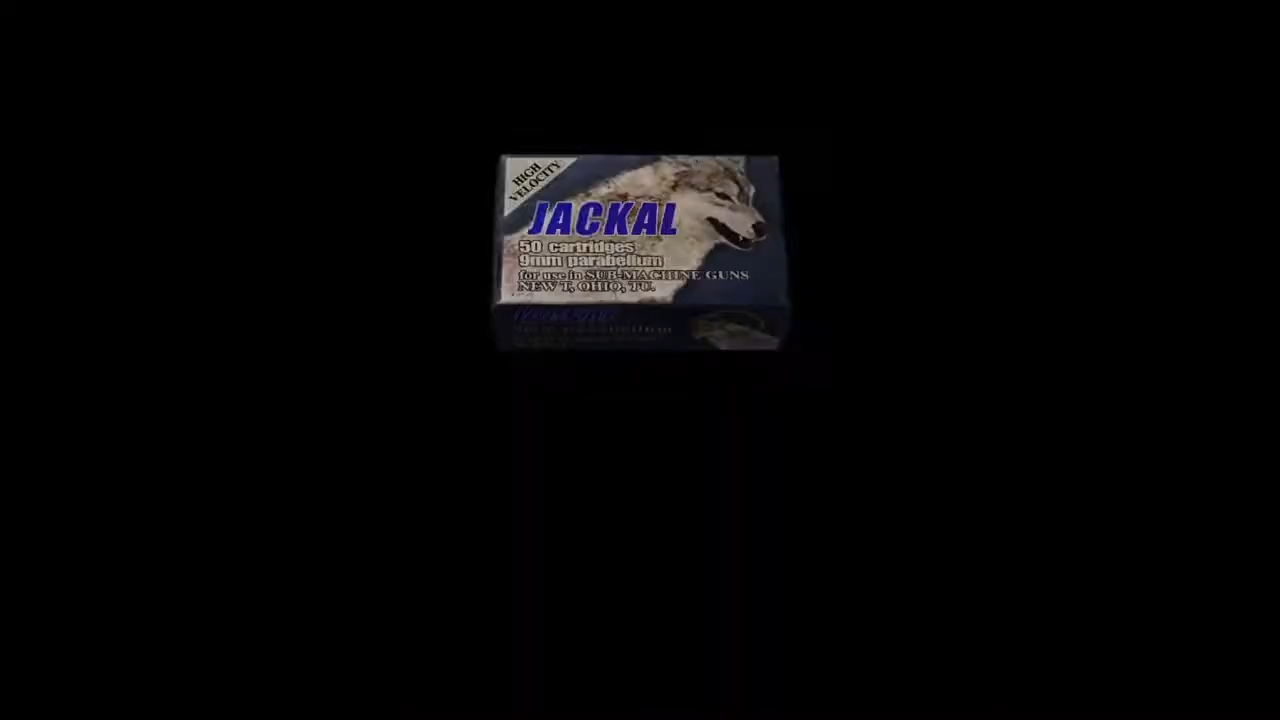 HIGH
VELOCITY
JACKAL
50 cartridges
9mm parabellum
for use in SUB-MACHINE GUNS
NEW T, OHIO, TU.